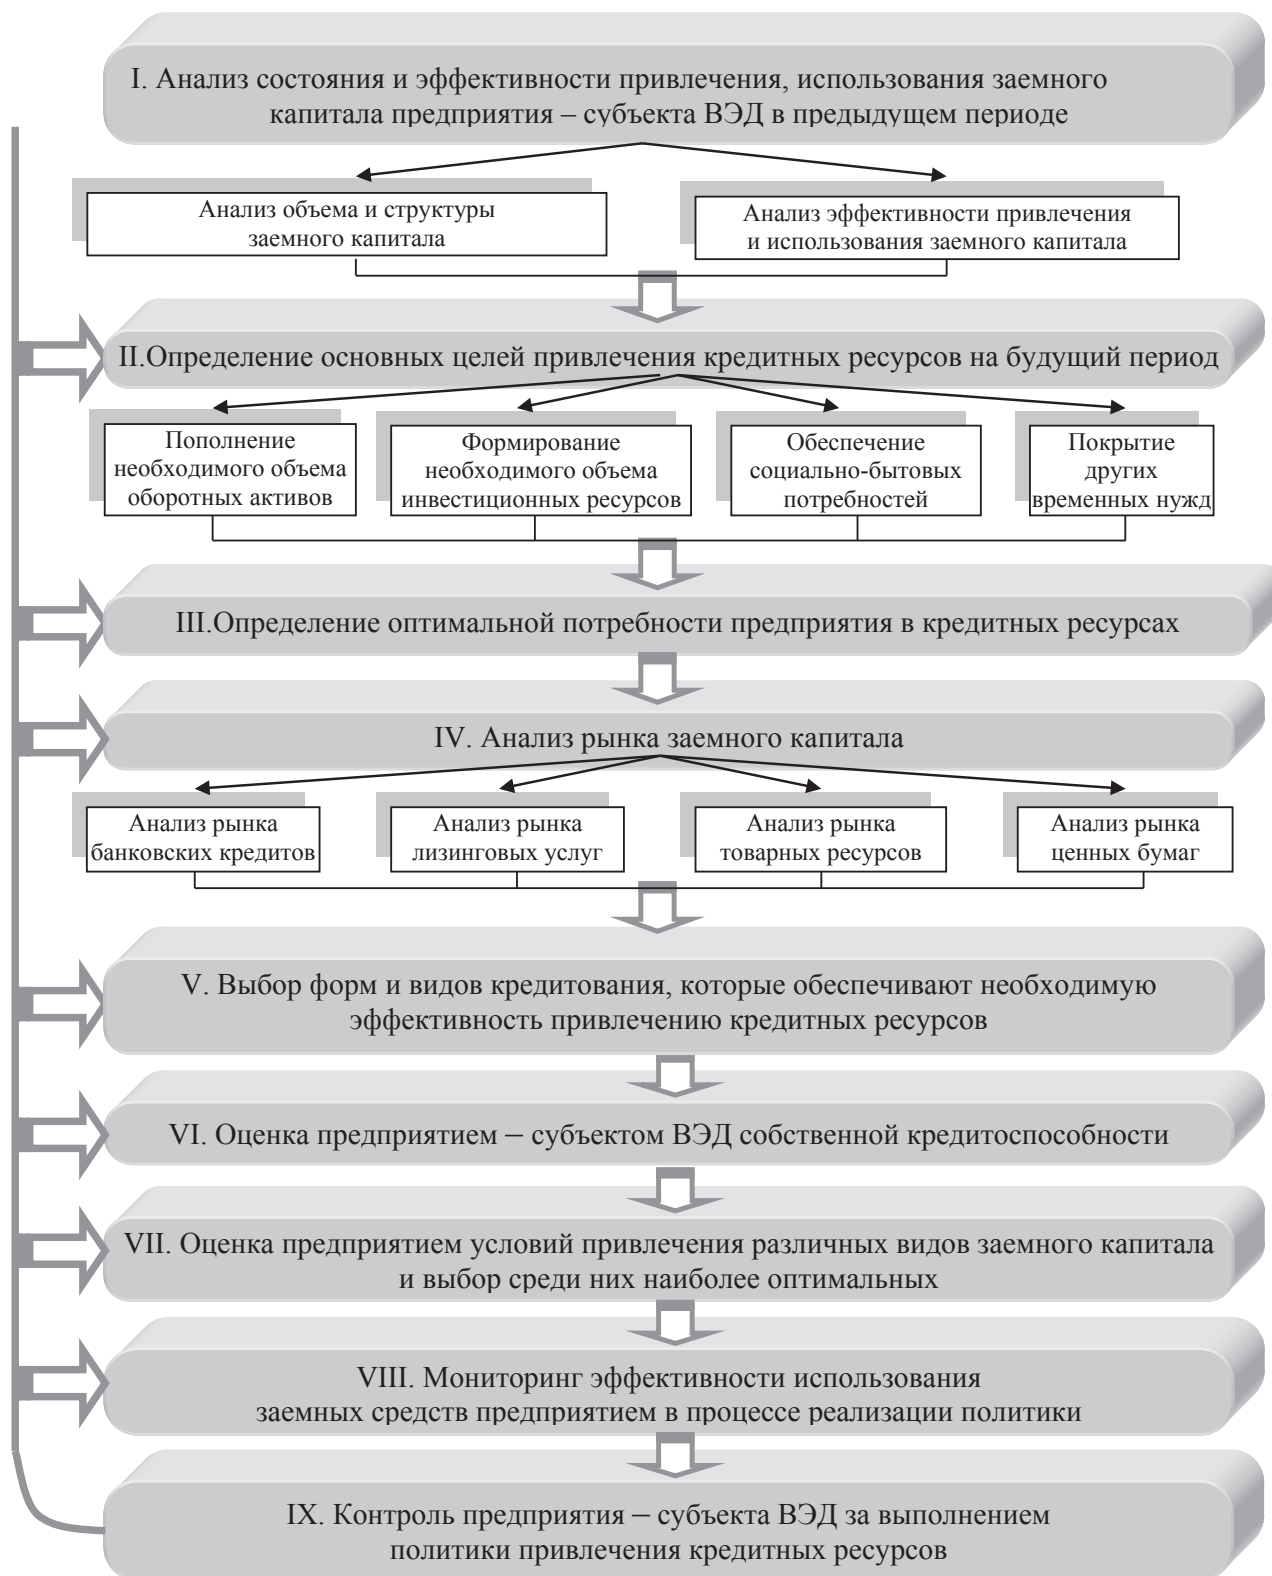 I. Анализ состояния и эффективности привлечения, использования заемного
капитала предприятия – субъекта ВЭД в предыдущем периоде
Анализ объема и структуры
заемного капитала
Анализ эффективности привлечения
и использования заемного капитала
II.Определение основных целей привлечения кредитных ресурсов на будущий период
Пополнение
необходимого объема
оборотных активов
Формирование
необходимого объема
инвестиционных ресурсов
Обеспечение
социально-бытовых
потребностей
Покрытие
других
временных нужд
III.Определение оптимальной потребности предприятия в кредитных ресурсах
IV. Анализ рынка заемного капитала
Анализ рынка
банковских кредитов
Анализ рынка
лизинговых услуг
Анализ рынка
товарных ресурсов
Анализ рынка
ценных бумаг
V. Выбор форм и видов кредитования, которые обеспечивают необходимую
эффективность привлечению кредитных ресурсов
VI. Оценка предприятием – субъектом ВЭД собственной кредитоспособности
VII. Оценка предприятием условий привлечения различных видов заемного капитала
и выбор среди них наиболее оптимальных
VIII. Мониторинг эффективности использования
заемных средств предприятием в процессе реализации политики
IX. Контроль предприятия – субъекта ВЭД за выполнением
политики привлечения кредитных ресурсов